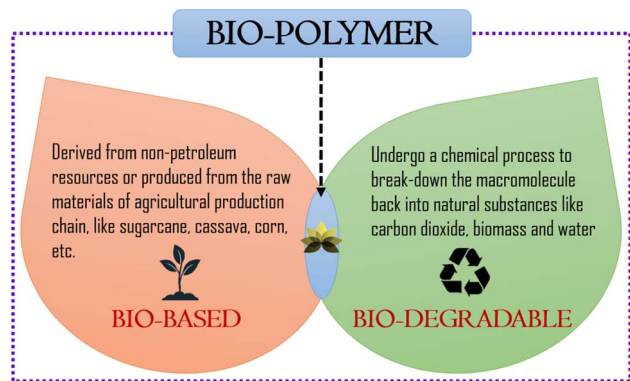 BIO-POLYMER
Derived from non-petroleum
resources or produced from the raw
materials of agricultural production
chain, like sugarcane, cassava, corn,
etc.
BIO-BASED
Undergo a chemical process to
break-down the macromolecule
back into natural substances like
carbon dioxide, biomass and water
BIO-DEGRADABLE